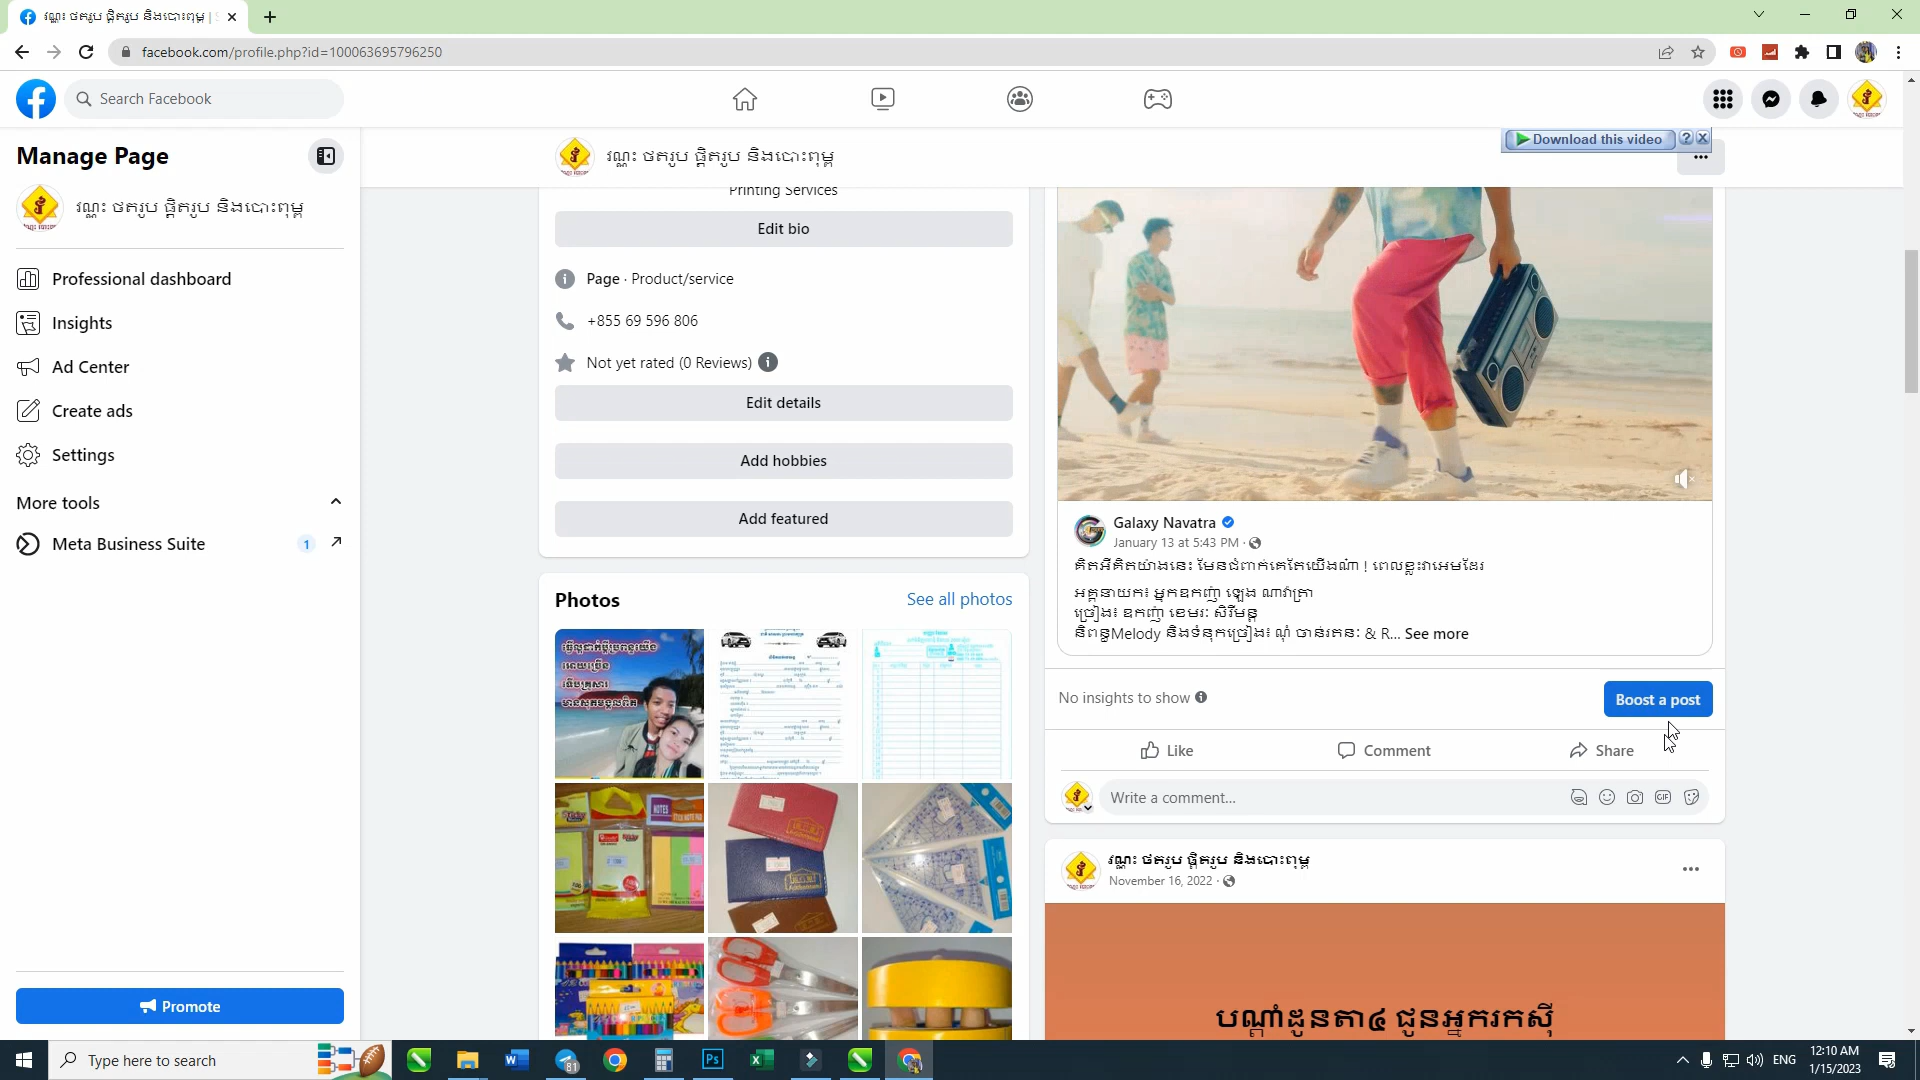 វណ្ណះ ថតរូប ផ្តិតរូប និងបោះពុម្ព |
facebook.com/profile.php?id=100063695796250
Search Facebook
Download this video
Manage Page
វណ្ណះ ថតរូប ផ្តិតរូប និងបោះពុម្ព
វណ្ណះ ថតរូប ផ្តិតរូប និងបោះពុម្ព
Professional dashboard
Insights
Ad Center
Create ads
Settings
More tools
Meta Business Suite 1
Promote
Printing Services
Edit bio
Page · Product/service
+855 69 596 806
Not yet rated (0 Reviews)
Edit details
Add hobbies
Add featured
Photos
See all photos
Galaxy Navatra
January 13 at 5:43 PM ·
គិតអីគិតយ៉ាងនេះ មែនជំពាក់គេតែយើងណា ! ពេលខ្លះវាអេមដែរ
អគ្គនាយក៖ អ្នកឧកញ៉ា ឡេង ណាវ៉ាត្រា
ច្រៀង៖ ឧកញ៉ា ខេមរៈ សិរីមន្ត
និពន្ធMelody និងទំនុកច្រៀង៖ ណុំ ចាន់រតនៈ & R... See more
No insights to show
Boost a post
Like
Comment
Share
Write a comment...
GIF
វណ្ណះ ថតរូប ផ្តិតរូប និងបោះពុម្ព
November 16, 2022 ·
បណ្តាំដូនតា៤ ជូនអ្នករកស៊ី
Type here to search
81
Ps
ENG
12:10 AM
1/15/2023